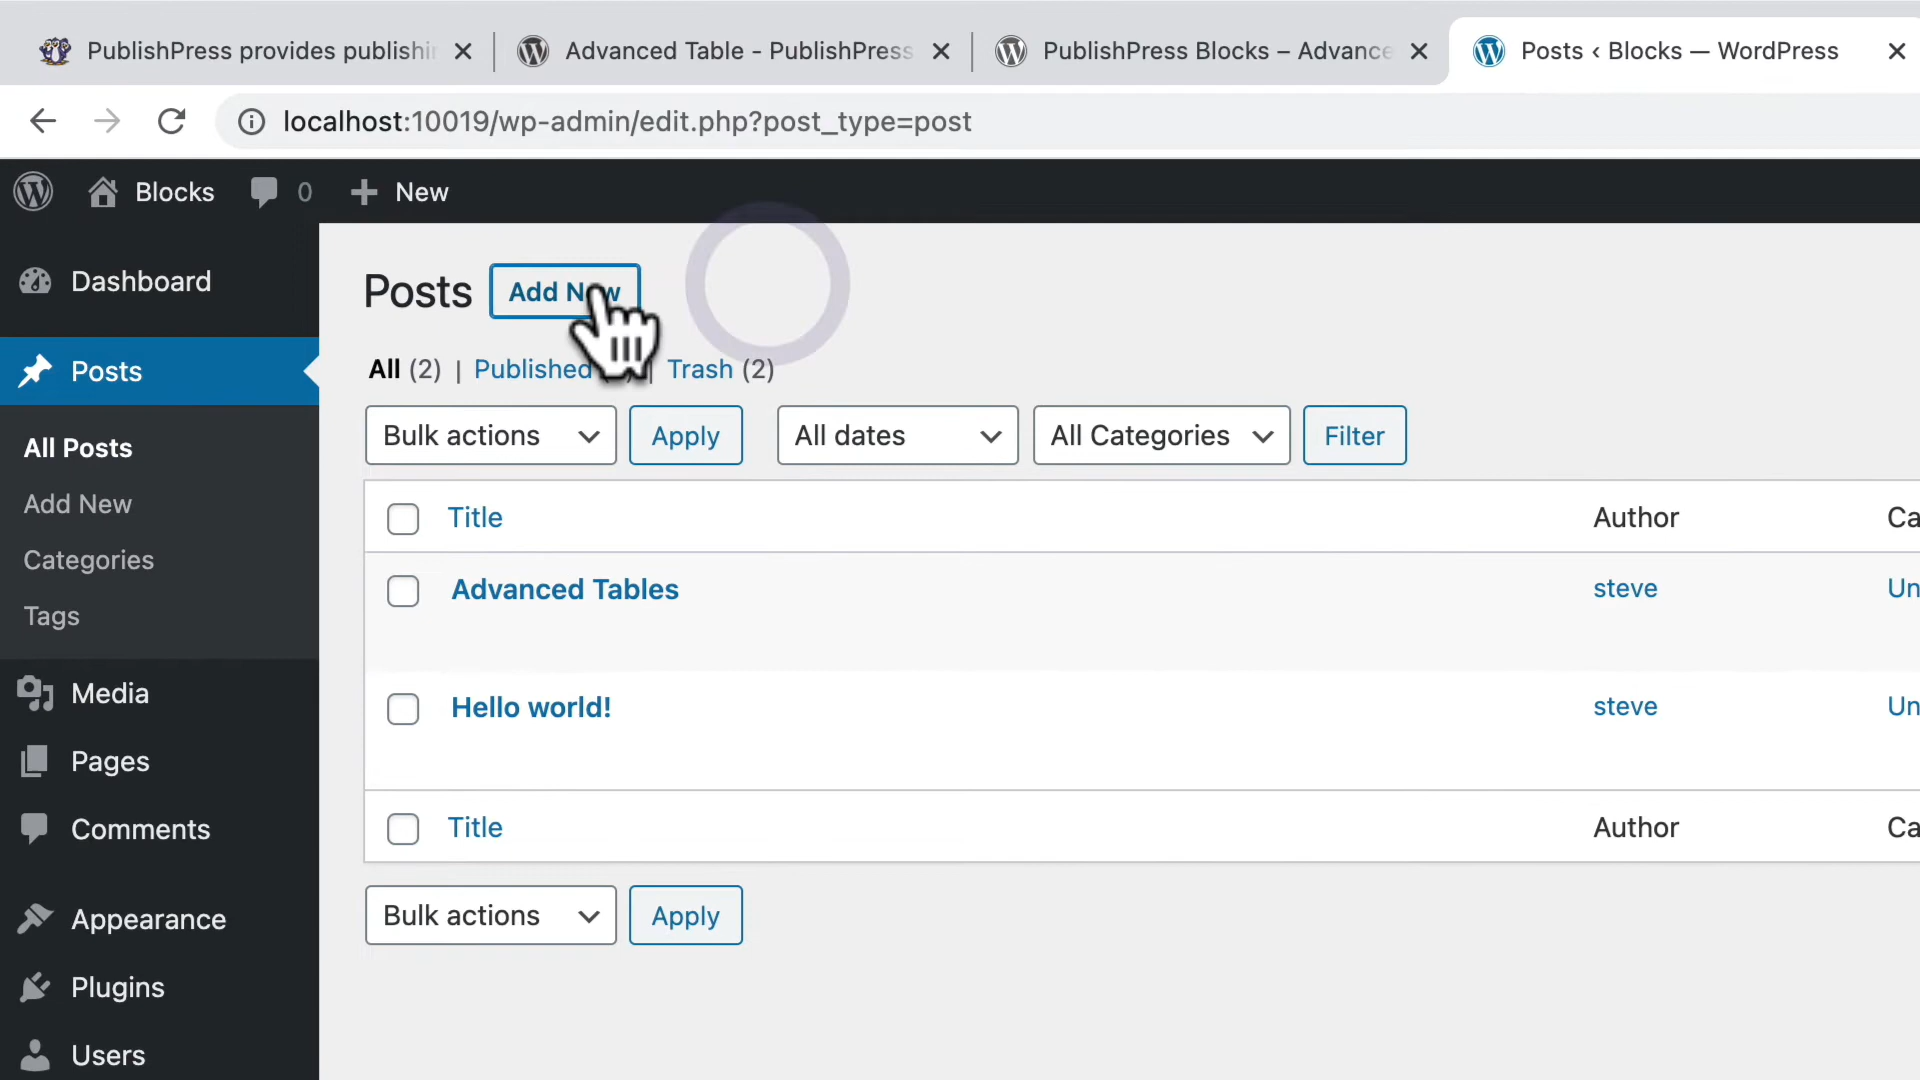 PublishPress provides publishi
Advanced Table - PublishPress
PublishPress Blocks – Advance
Posts ‹ Blocks — WordPress
localhost:10019/wp-admin/edit.php?post_type=post
Blocks 0 New
Dashboard
Posts
All Posts
Add New
Categories
Tags
Media
Pages
Comments
Appearance
Plugins
Users
Posts Add New
All (2) | Published | Trash (2)
Bulk actions Apply All dates All Categories Filter
Title Author Ca
Advanced Tables steve Un
Hello world! steve Un
Title Author Ca
Bulk actions Apply